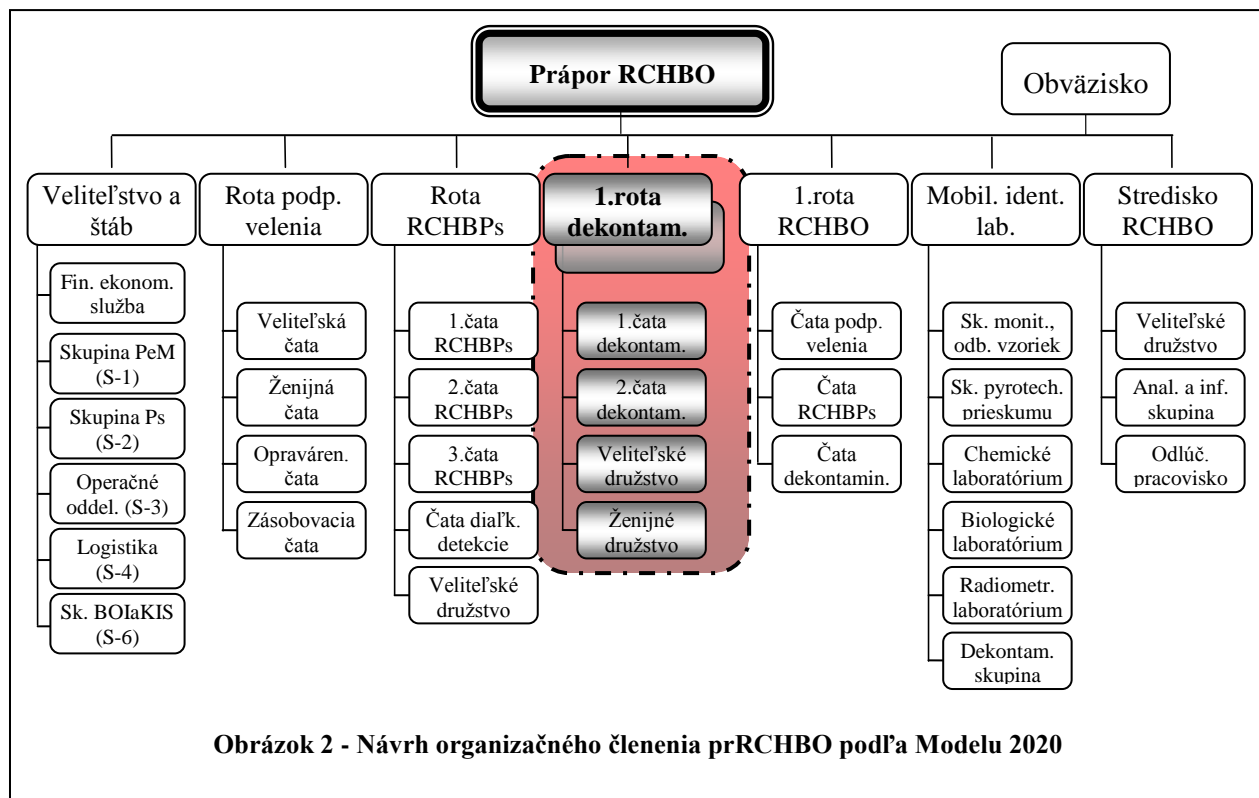 Prápor RCHBO
Obväzisko
Veliteľstvo a
štáb
Fin. ekonom.
služba
Skupina PeM
(S-1)
Skupina Ps
(S-2)
Operačné
oddel. (S-3)
Logistika
(S-4)
Sk. BOIaKIS
(S-6)
Rota podp.
velenia
Veliteľská
čata
Ženijná
čata
Opraváren.
čata
Zásobovacia
čata
Rota
RCHBPs
1.čata
RCHBPs
2.čata
RCHBPs
3.čata
RCHBPs
Čata diaľk.
detekcie
Veliteľské
družstvo
1.rota
dekontam.
1.čata
dekontam.
2.čata
dekontam.
Veliteľské
družstvo
Ženijné
družstvo
1.rota
RCHBO
Čata podp.
velenia
Čata
RCHBPs
Čata
dekontamin.
Mobil. ident.
lab.
Sk. monit.,
odb. vzoriek
Sk. pyrotech.
prieskumu
Chemické
laboratórium
Biologické
laboratórium
Radiometr.
laboratórium
Dekontam.
skupina
Stredisko
RCHBO
Veliteľské
družstvo
Anal. a inf.
skupina
Odlúč.
pracovisko
Obrázok 2 - Návrh organizačného členenia prRCHBO podľa Modelu 2020